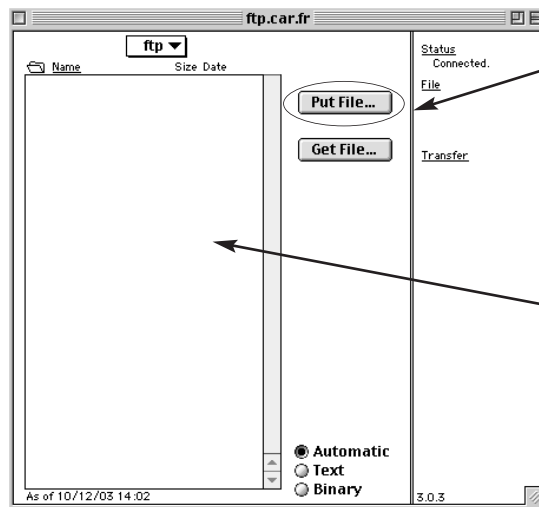 ftp.car.fr
ftp
Name Size Date
Put File...
Get File...
Automatic
Text
Binary
As of 10/12/03 14:02
Status
Connected.
File
Transfer
3.0.3